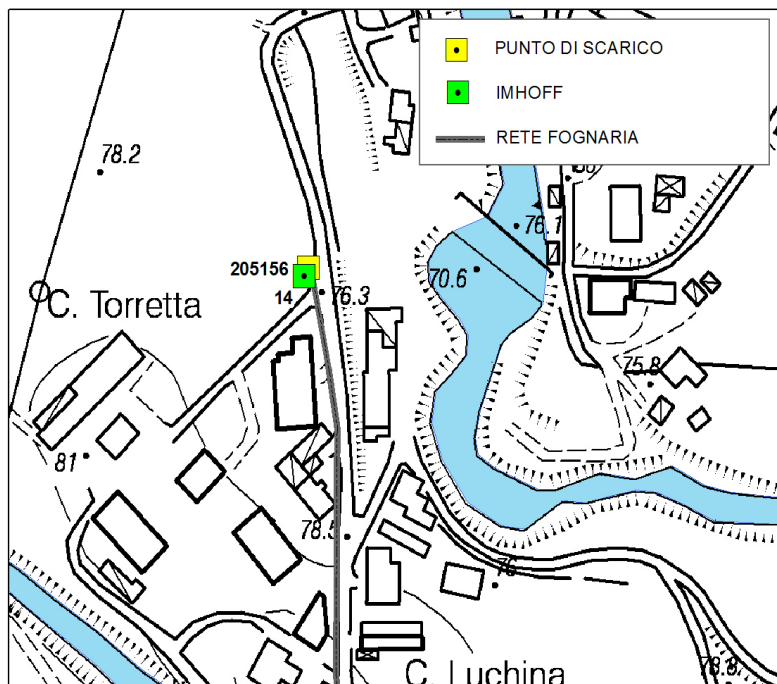 PUNTO DI SCARICO
IMHOFF
RETE FOGNARIA
78.2
76.1
205156
70.6
14
76.3
C. Torretta
75.8
81
78.5
76
C. Luchina